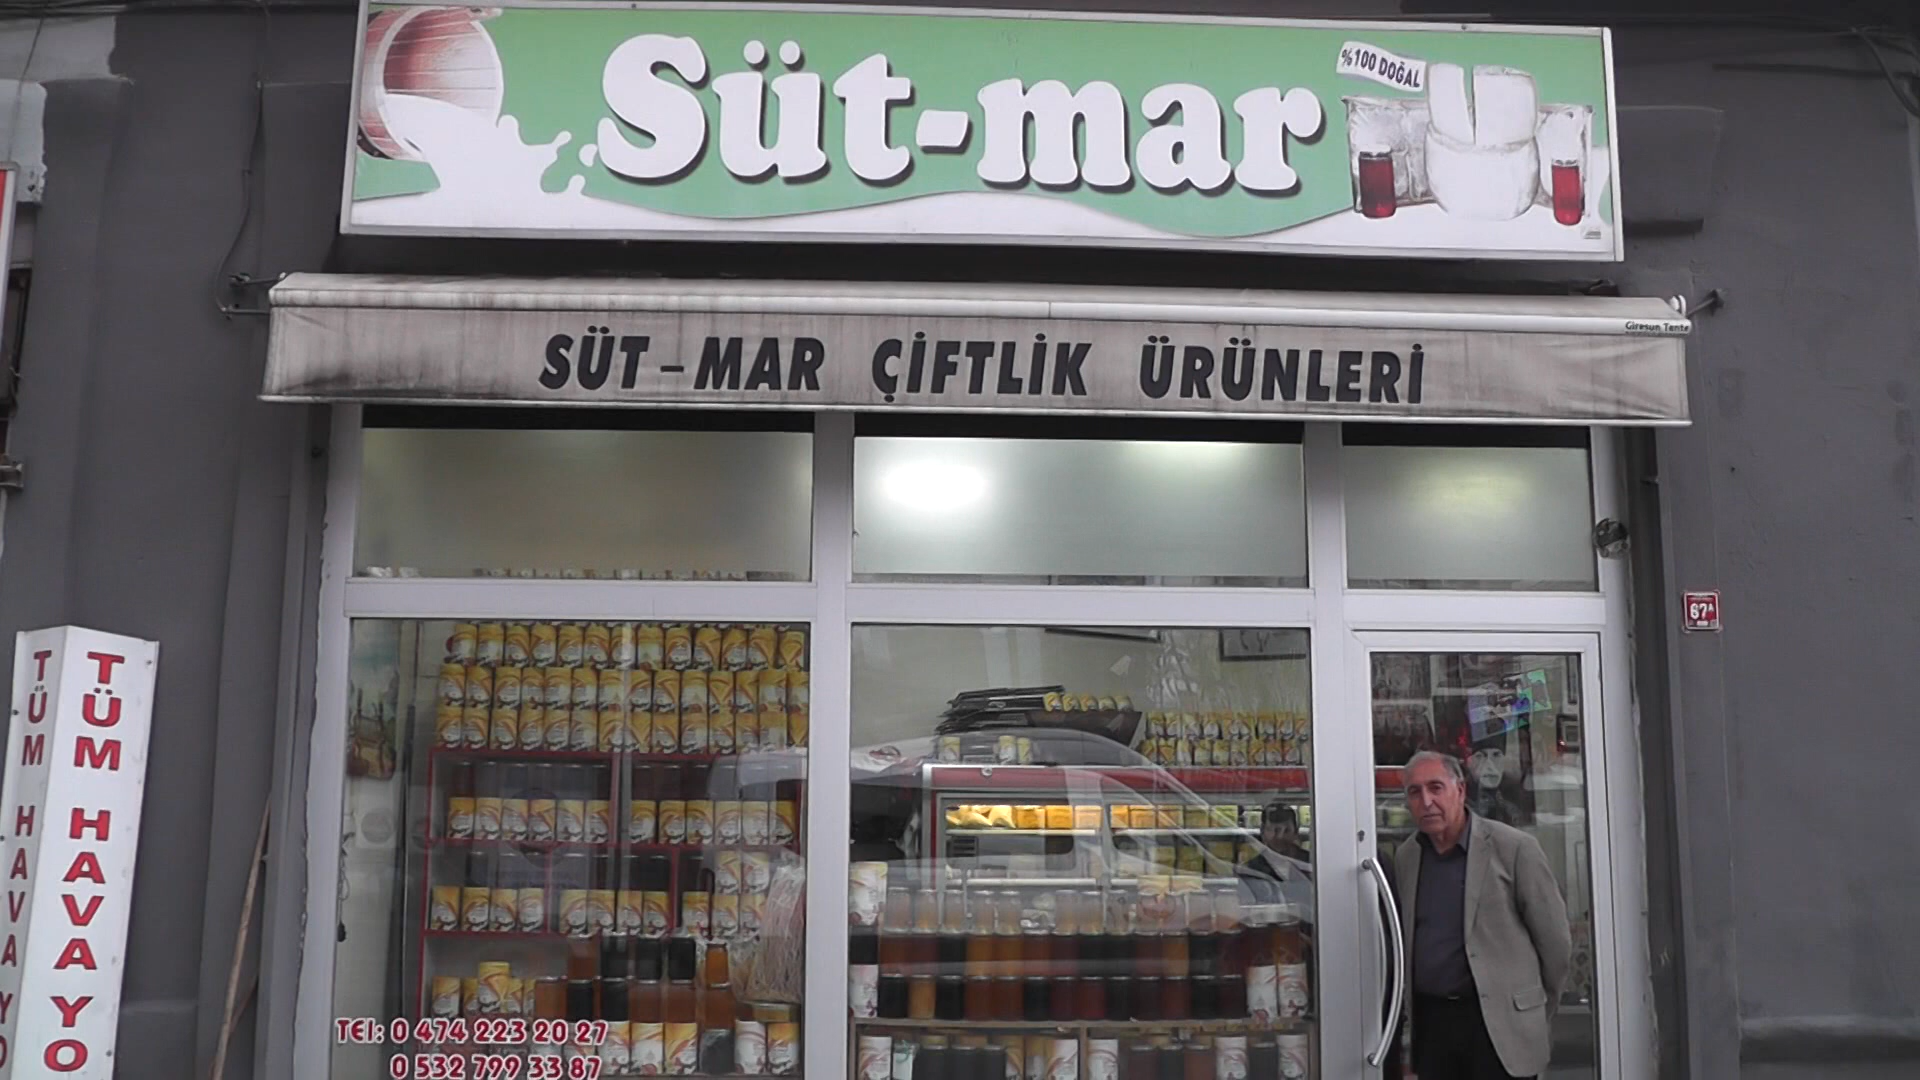 Süt-mar
%100 DOĞAL
Giresun Tente
SÜT-MAR ÇİFTLİK ÜRÜNLERİ
67A
TÜM HAVA YO
TÜM HAVA YO
TEl: 0 474 223 20 27
0 532 799 33 87